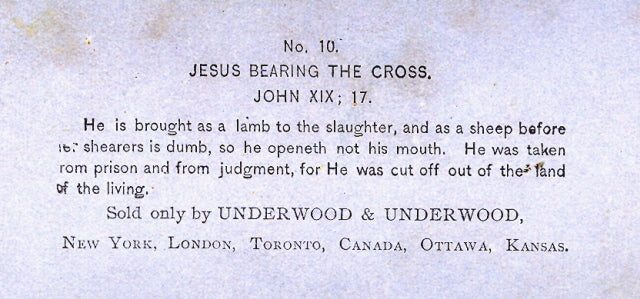 No. 10.
JESUS BEARING THE CROSS.
JOHN XIX; 17.
He is brought as a lamb to the slaughter, and as a sheep before
her shearers is dumb, so he openeth not his mouth. He was taken
rom prison and from judgment, for He was cut off out of the land
of the living.
Sold only by UNDERWOOD & UNDERWOOD,
NEW YORK, LONDON, TORONTO, CANADA, OTTAWA, KANSAS.